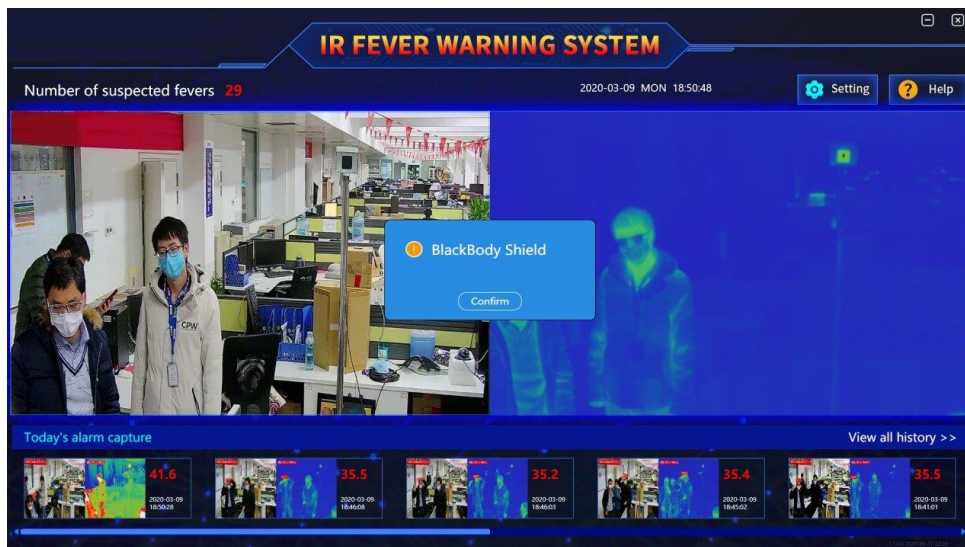 IR FEVER WARNING SYSTEM
Number of suspected fevers 29
2020-03-09 MON 18:50:48
Setting
Help
CPW
BlackBody Shield
Confirm
Today's alarm capture
View all history >>
41.6
2020-03-09
18:50:28
35.5
2020-03-09
18:46:08
35.2
2020-03-09
18:46:03
35.4
2020-03-09
18:45:02
35.5
2020-03-09
18:41:01